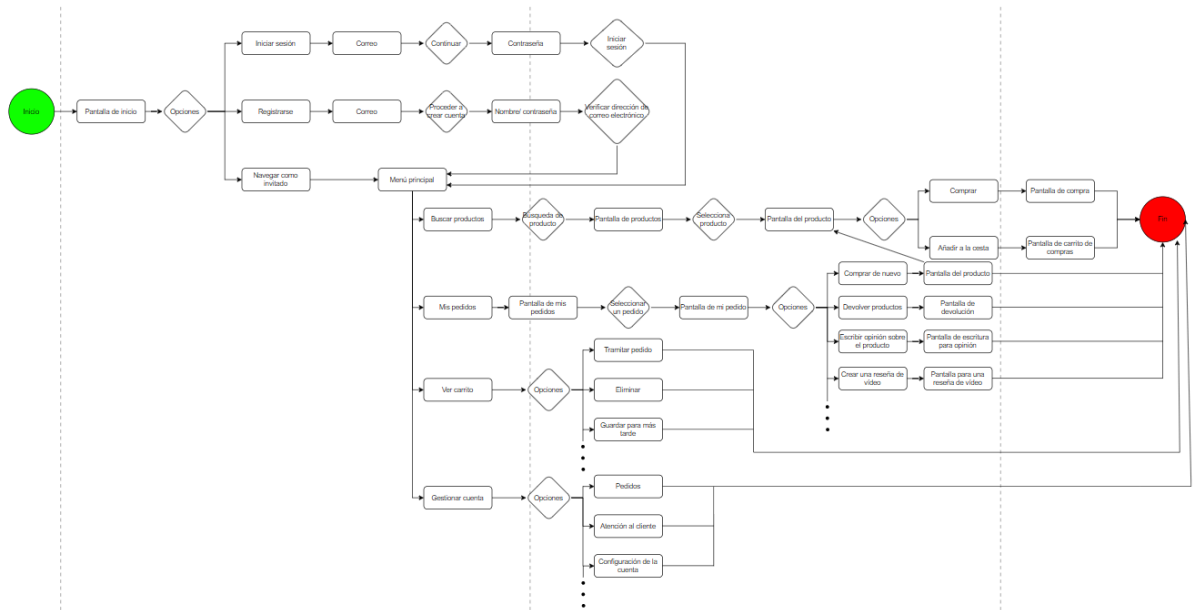 Iniciar sesión
Correo
Continuar
Contraseña
Iniciar
sesión
Inicio
Pantalla de inicio
Opciones
Registrarse
Correo
Proceder a
crear cuenta
Nombre/ contraseña
Verificar dirección de
correo electrónico
Navegar como
invitado
Menú principal
Buscar productos
Búsqueda de
producto
Pantalla de productos
Selecciona
producto
Pantalla del producto
Opciones
Comprar
Pantalla de compra
Añadir a la cesta
Pantalla de carrito de
compras
Fin
Mis pedidos
Pantalla de mis
pedidos
Seleccionar
un pedido
Pantalla de mi pedido
Opciones
Comprar de nuevo
Pantalla del producto
Devolver productos
Pantalla de
devolución
Escribir opinión sobre
el producto
Pantalla de escritura
para opinión
Crear una reseña de
vídeo
Pantalla para una
reseña de vídeo
Ver carrito
Opciones
Tramitar pedido
Eliminar
Guardar para más
tarde
Gestionar cuenta
Opciones
Pedidos
Atención al cliente
Configuración de la
cuenta